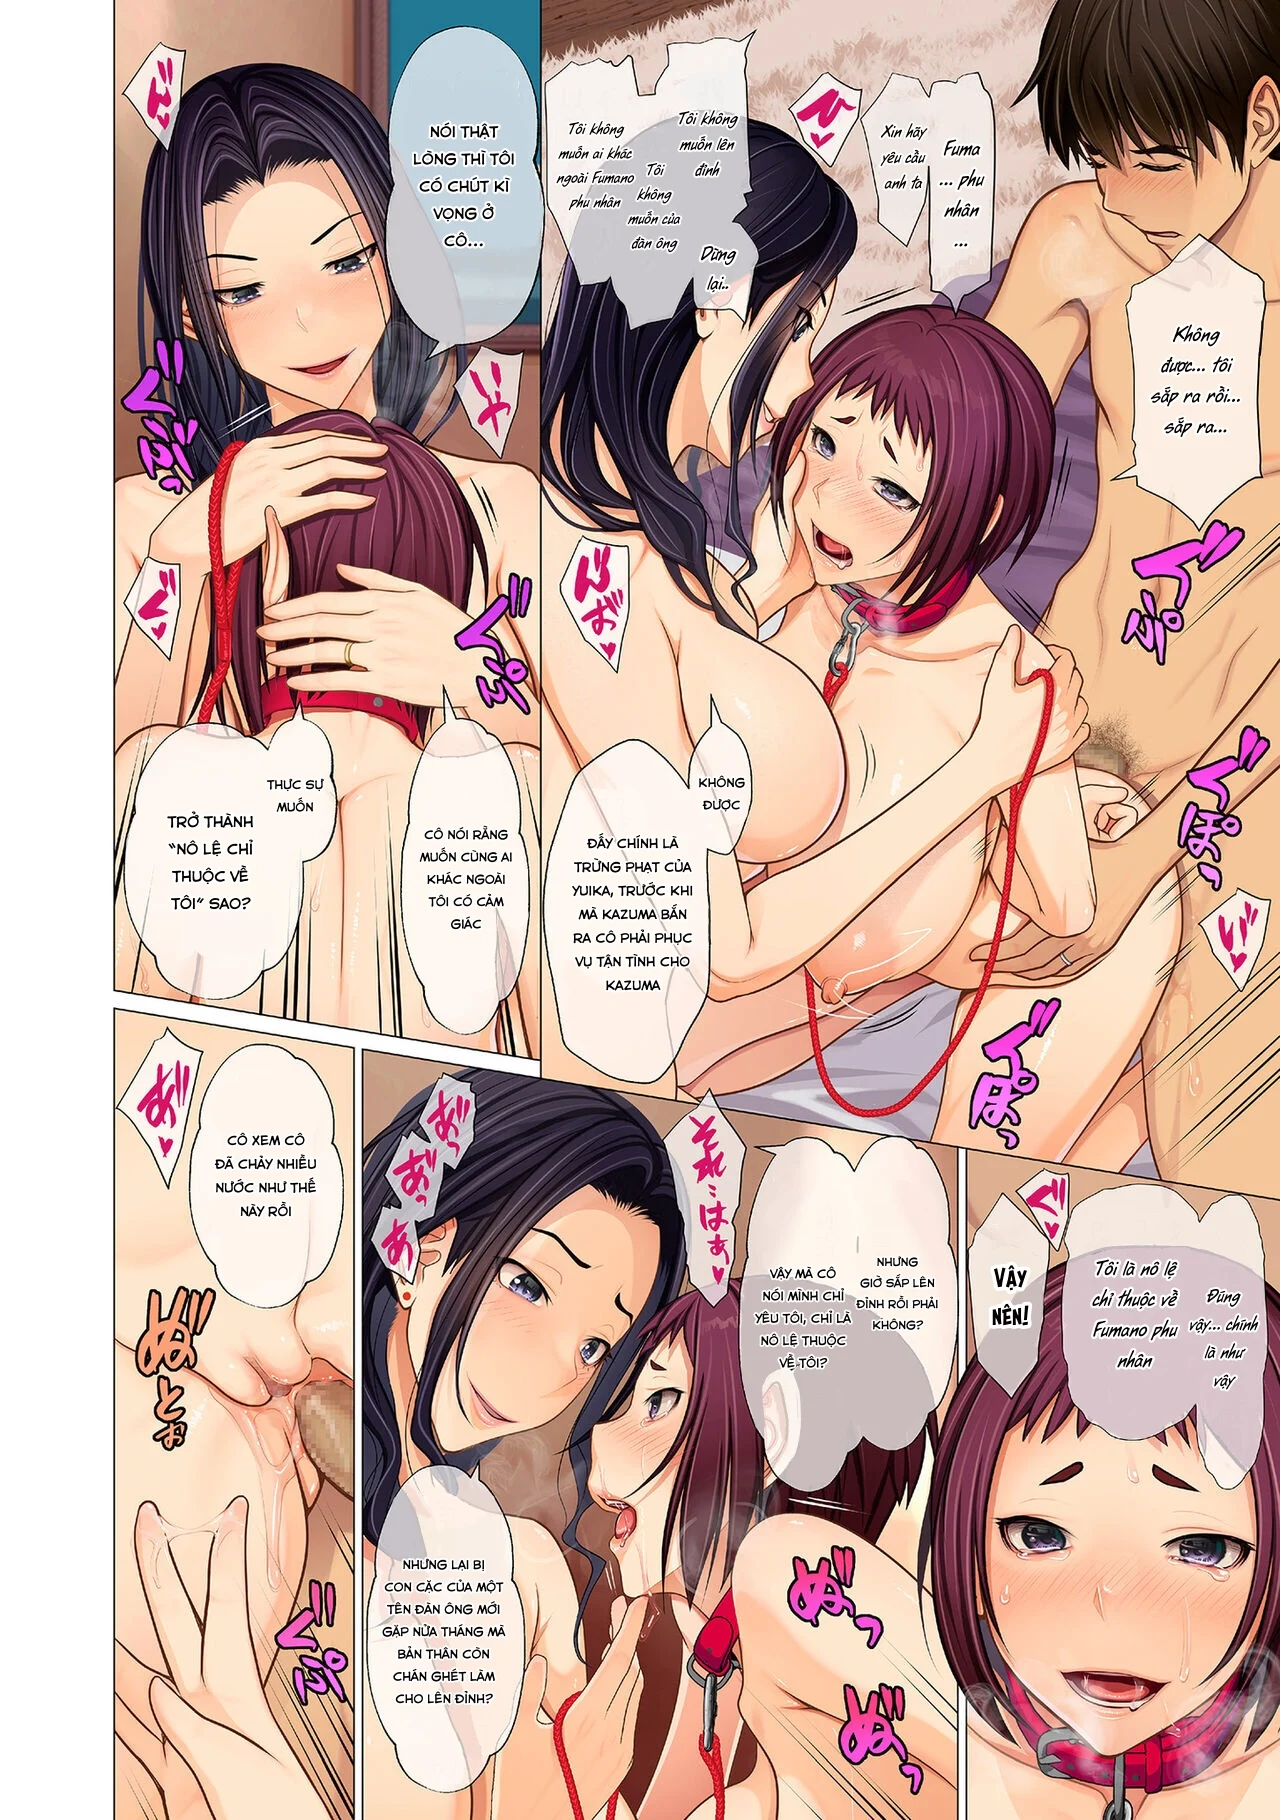 Fuma
... phu
nhân
...
Xin hãy
yêu cầu
anh ta
Không
được... tôi
sắp ra rồi...
sắp ra...
Tôi không
muốn lên
đỉnh
Tôi
không
muốn của
đàn ông
Tôi không
muốn ai khác
ngoài Fumano
phu nhân
Dừng
lại..
KHÔNG
ĐƯỢC
ĐẤY CHÍNH LÀ
TRỪNG PHẠT CỦA
YUIKA, TRƯỚC KHI
MÀ KAZUMA BẮN
RA CÔ PHẢI PHỤC
VỤ TẬN TÌNH CHO
KAZUMA
NÓI THẬT
LÒNG THÌ TÔI
CÓ CHÚT KÌ
VỌNG Ở
CÔ...
CÔ NÓI RẰNG
MUỐN CÙNG AI
KHÁC NGOÀI
TÔI CÓ CẢM
GIÁC
THỰC SỰ
MUỐN
TRỞ THÀNH
“NÔ LỆ CHỈ
THUỘC VỀ
TÔI” SAO?
Đúng
vậy... chính
là như
vậy
Tôi là nô lệ
chỉ thuộc về
Fumano phu
nhân
VẬY
NÊN!
NHƯNG
GIỜ SẮP LÊN
ĐỈNH RỒI PHẢI
KHÔNG?
VẬY MÀ CÔ
NÓI MÌNH CHỈ
YÊU TÔI, CHỈ LÀ
NÔ LỆ THUỘC
VỀ TÔI?
それ…はぁ♥
NHƯNG LẠI BỊ
CON CẶC CỦA MỘT
TÊN ĐÀN ÔNG MỚI
GẶP NỬA THÁNG MÀ
BẢN THÂN CÒN
CHÁN GHÉT LÀM
CHO LÊN ĐỈNH?
CÔ XEM CÔ
ĐÃ CHẢY NHIỀU
NƯỚC NHƯ THẾ
NÀY RỒI